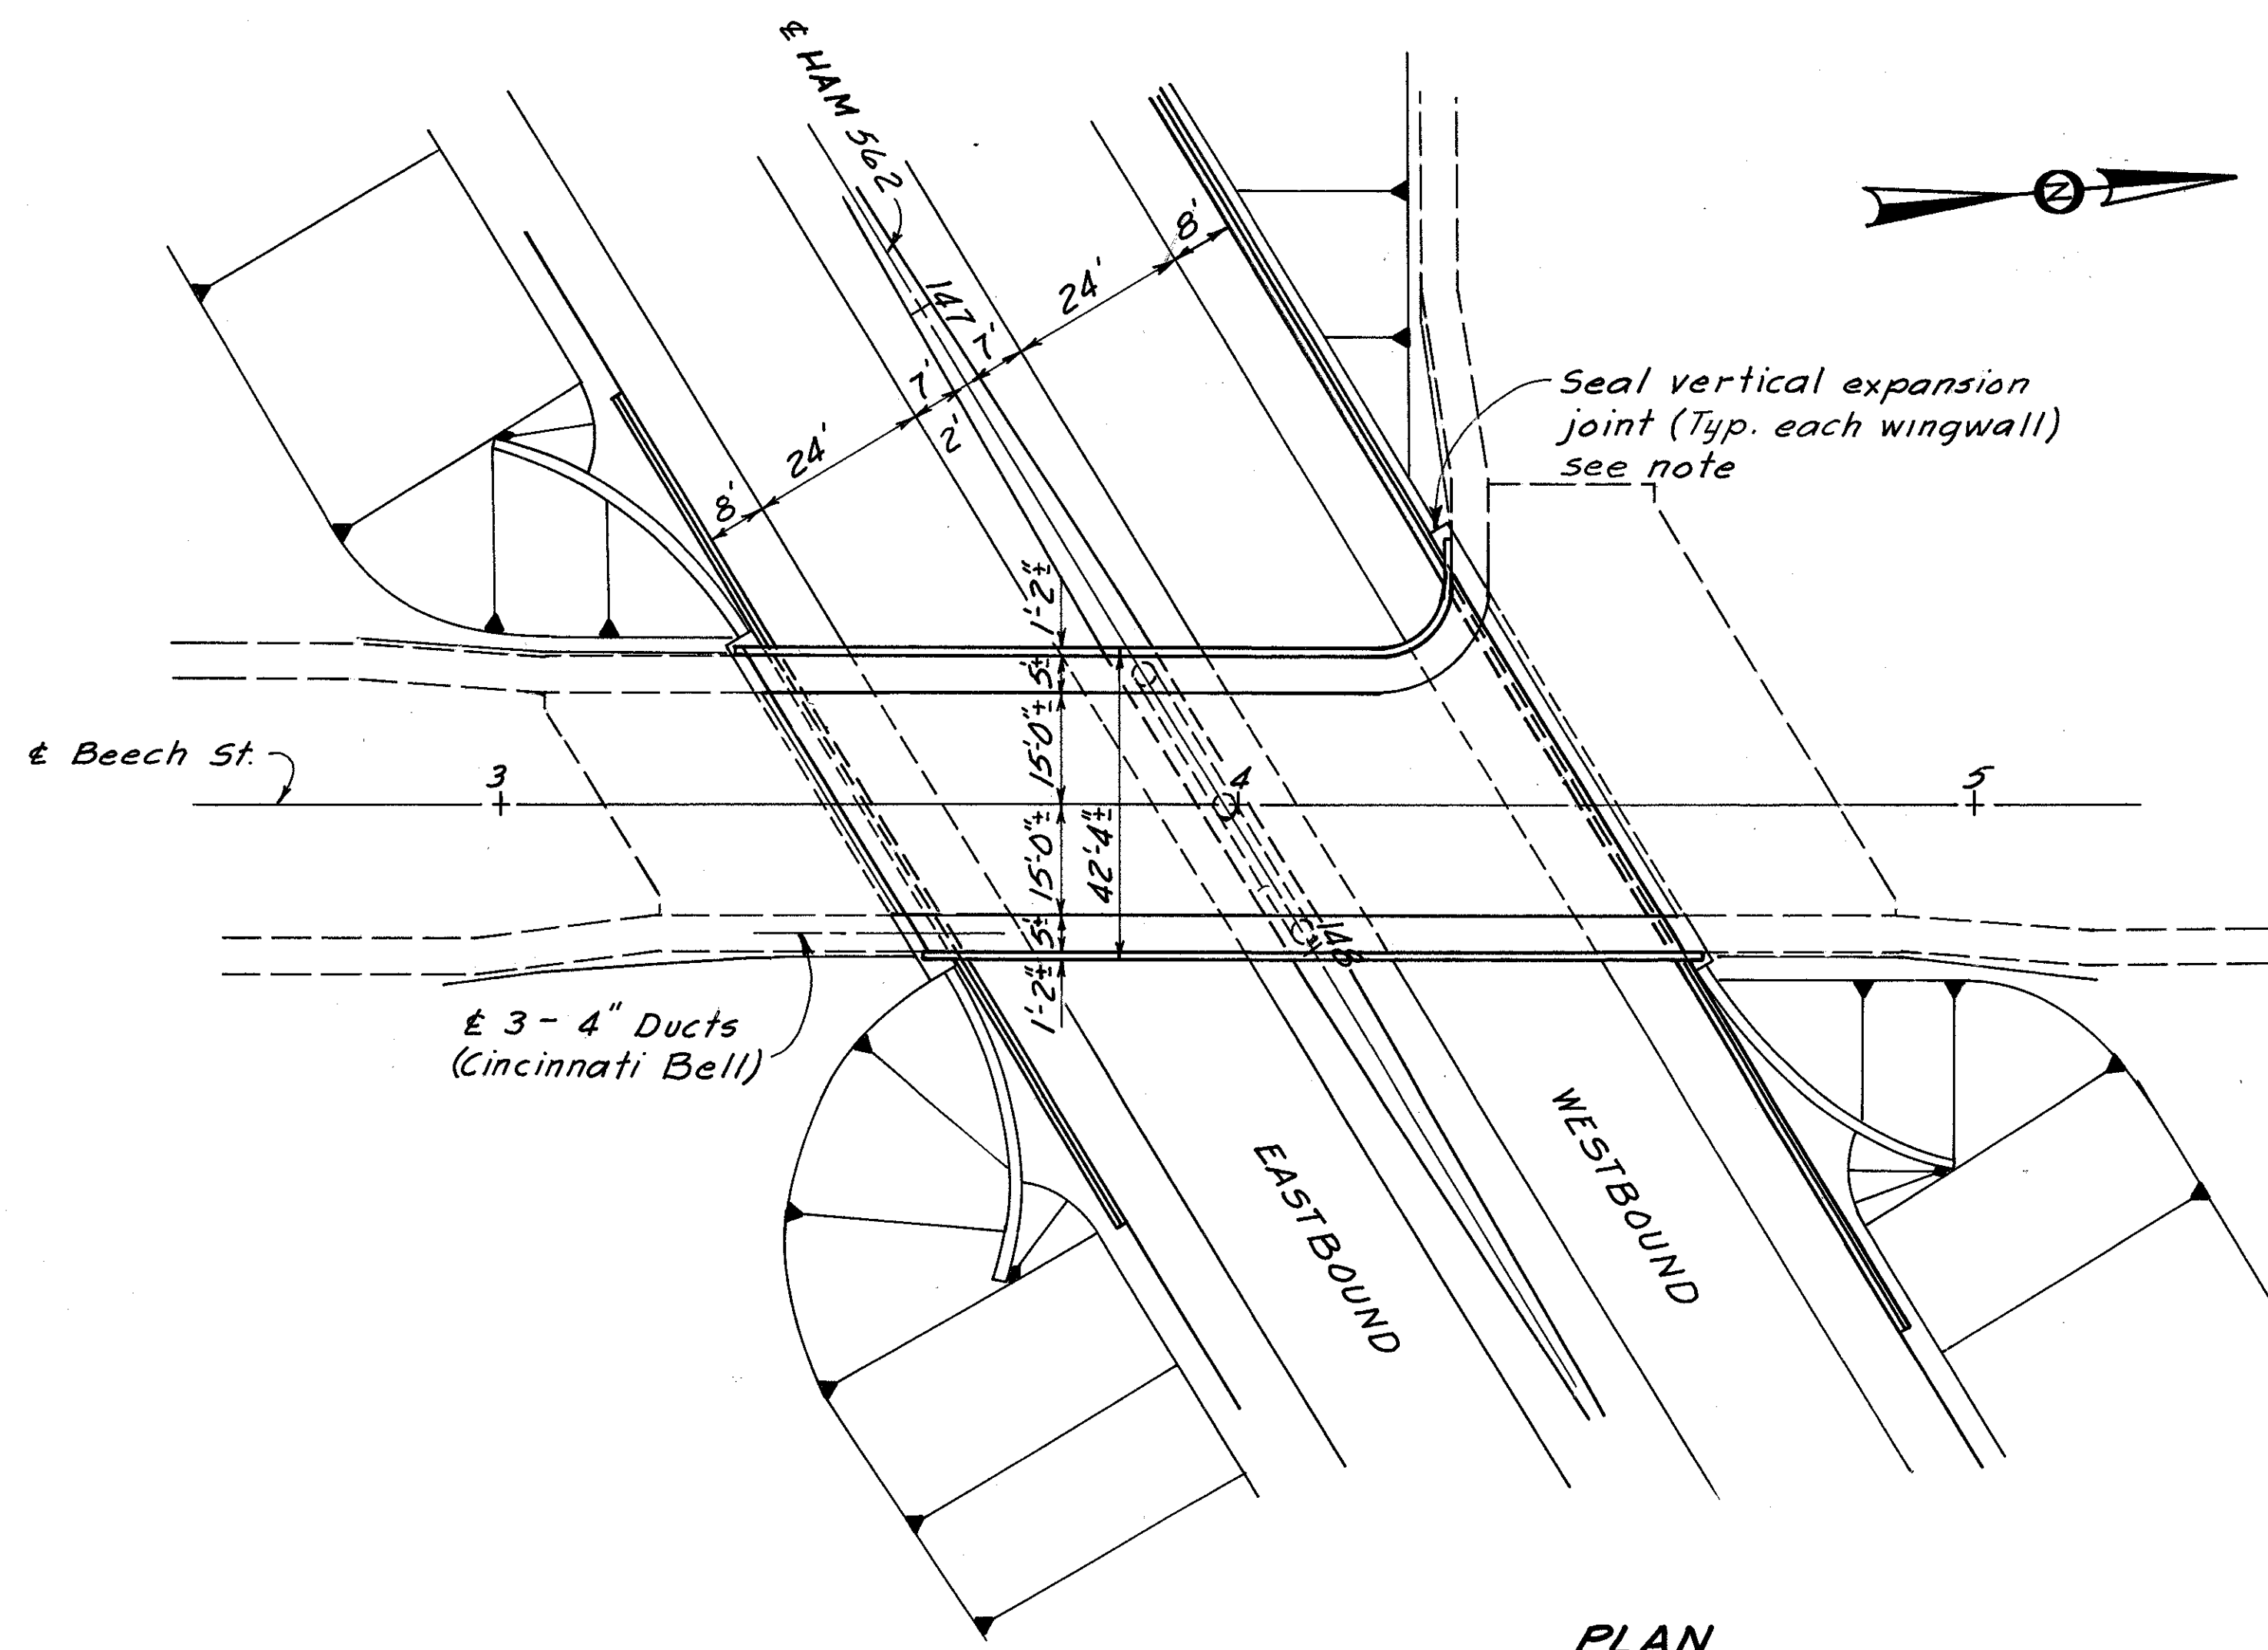 ℄ HAM 562
N
8'
24'
147
7'
7'
2'
24'
8'
Seal vertical expansion
joint (Typ. each wingwall)
see note
1'-2"±
5'±
15'-0"±
15'-0"±
42'-4"±
5'±
1'-2"±
℄ Beech St.
3
4
5
148
℄ 3 - 4" Ducts
(Cincinnati Bell)
EASTBOUND
WESTBOUND
PLAN